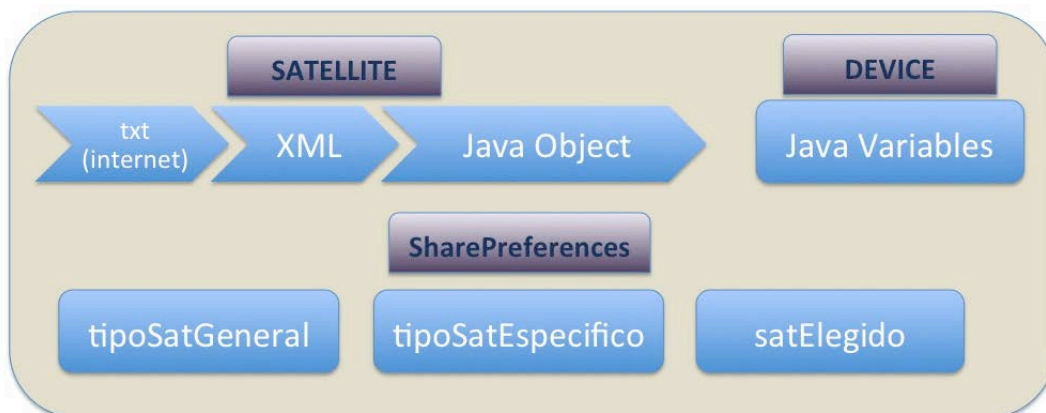 SATELLITE
DEVICE
txt
(internet)
XML
Java Object
Java Variables
SharePreferences
tipoSatGeneral
tipoSatEspecifico
satElegido